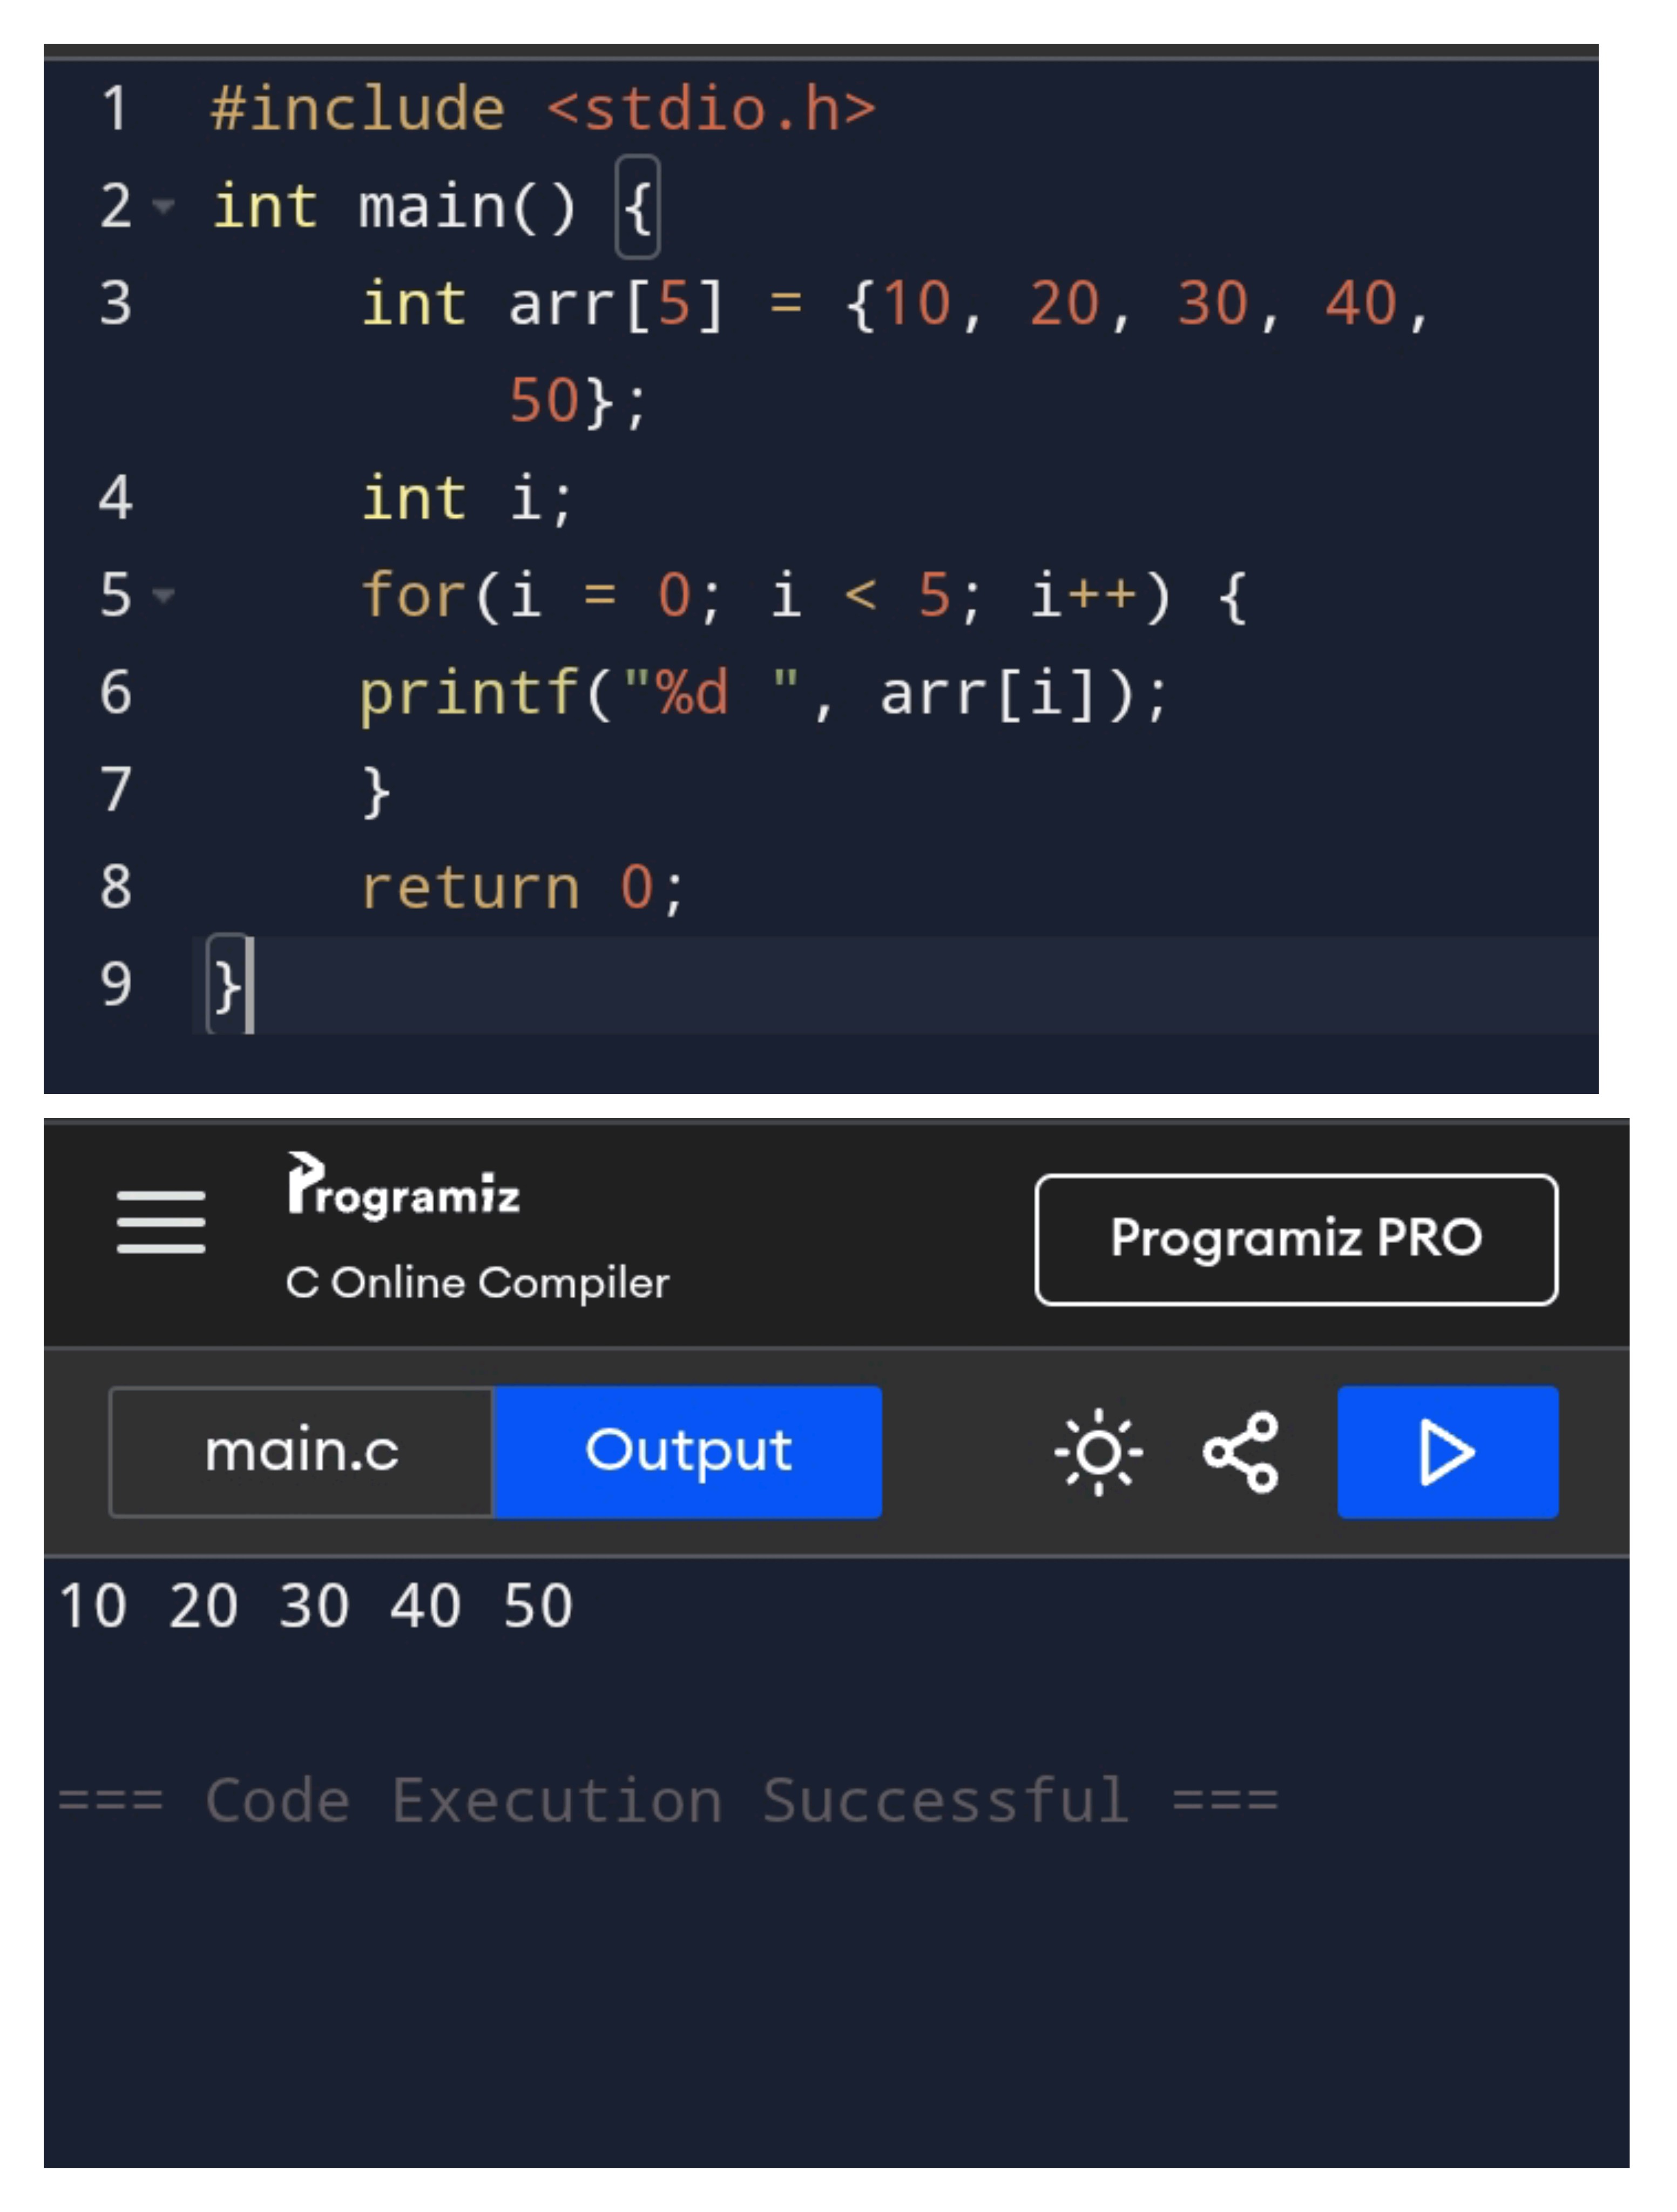 1 #include <stdio.h>
2 int main() {
3     int arr[5] = {10, 20, 30, 40,
            50};
4     int i;
5     for(i = 0; i < 5; i++) {
6     printf("%d ", arr[i]);
7     }
8     return 0;
9 }
Programiz
C Online Compiler
Programiz PRO
main.c
Output
10 20 30 40 50
=== Code Execution Successful ===